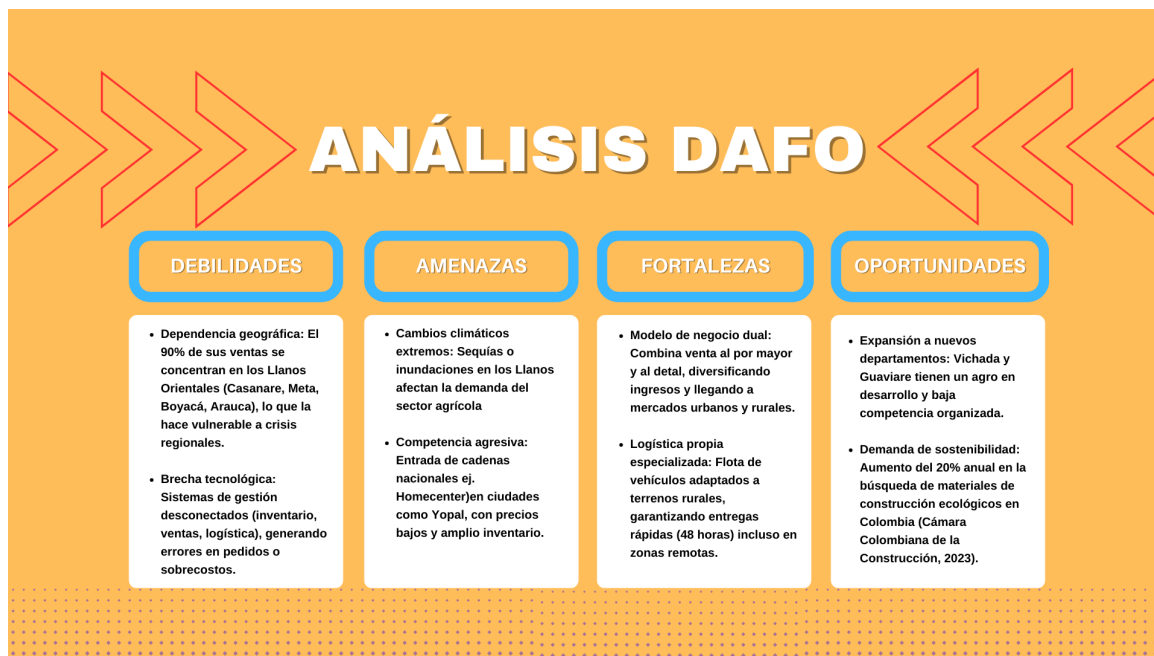 ANÁLISIS DAFO
DEBILIDADES
• Dependencia geográfica: El
90% de sus ventas se
concentran en los Llanos
Orientales (Casanare, Meta,
Boyacá, Arauca), lo que la
hace vulnerable a crisis
regionales.
• Brecha tecnológica:
Sistemas de gestión
desconectados (inventario,
ventas, logística), generando
errores en pedidos o
sobrecostos.
AMENAZAS
• Cambios climáticos
extremos: Sequías o
inundaciones en los Llanos
afectan la demanda del
sector agrícola
• Competencia agresiva:
Entrada de cadenas
nacionales ej.
Homecenter)en ciudades
como Yopal, con precios
bajos y amplio inventario.
FORTALEZAS
• Modelo de negocio dual:
Combina venta al por mayor
y al detal, diversificando
ingresos y llegando a
mercados urbanos y rurales.
• Logística propia
especializada: Flota de
vehículos adaptados a
terrenos rurales,
garantizando entregas
rápidas (48 horas) incluso en
zonas remotas.
OPORTUNIDADES
• Expansión a nuevos
departamentos: Vichada y
Guaviare tienen un agro en
desarrollo y baja
competencia organizada.
• Demanda de sostenibilidad:
Aumento del 20% anual en la
búsqueda de materiales de
construcción ecológicos en
Colombia (Cámara
Colombiana de la
Construcción, 2023).